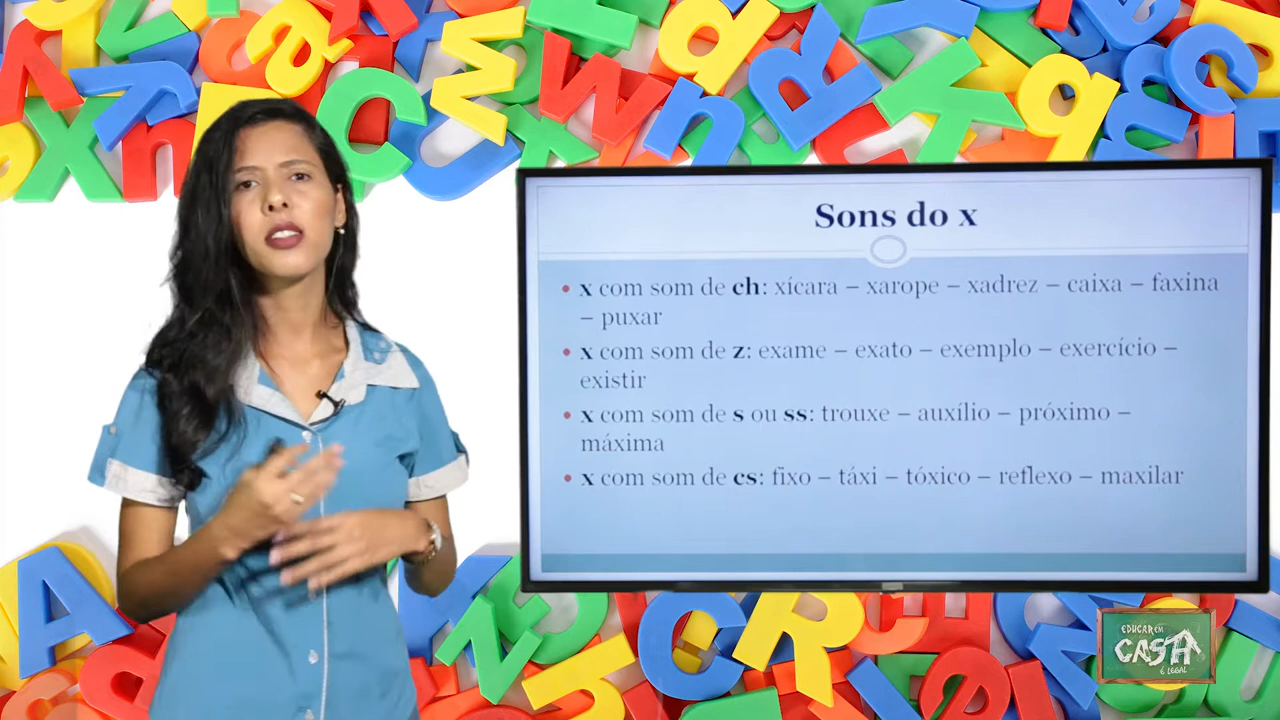 Sons do x
• x com som de ch: xícara – xarope – xadrez – caixa – faxina
– puxar
• x com som de z: exame – exato – exemplo – exercício –
existir
• x com som de s ou ss: trouxe – auxílio – próximo –
máxima
• x com som de cs: fixo – táxi – tóxico – reflexo – maxilar
EDUCAR EM
CASA
É LEGAL